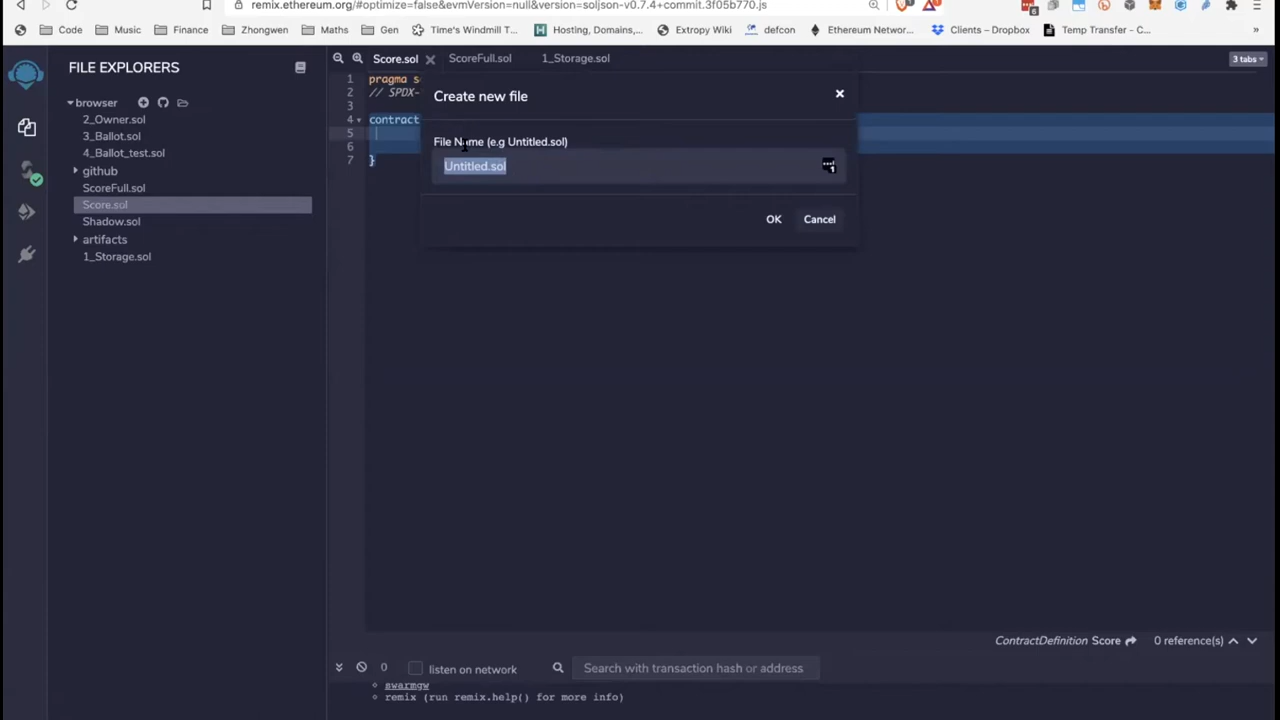 remix.ethereum.org/#optimize=false&evmVersion=null&version=soljson-v0.7.4+commit.3f05b770.js
Code Music Finance Zhongwen Maths Time's Windmill T... Hosting, Domains,... Extropy Wiki defcon Ethereum Networ... Clients – Dropbox Temp Transfer – C... »
FILE EXPLORERS
Score.sol ScoreFull.sol 1_Storage.sol 3 tabs
browser
2_Owner.sol
3_Ballot.sol
4_Ballot_test.sol
github
ScoreFull.sol
Score.sol
Shadow.sol
artifacts
1_Storage.sol
1 pragma s
2 // SPDX-
3
4 contract
5
6
7 }
Create new file
File Name (e.g Untitled.sol)
Untitled.sol
OK Cancel
ContractDefinition Score 0 reference(s)
0 listen on network Search with transaction hash or address
swarmgw
remix (run remix.help() for more info)